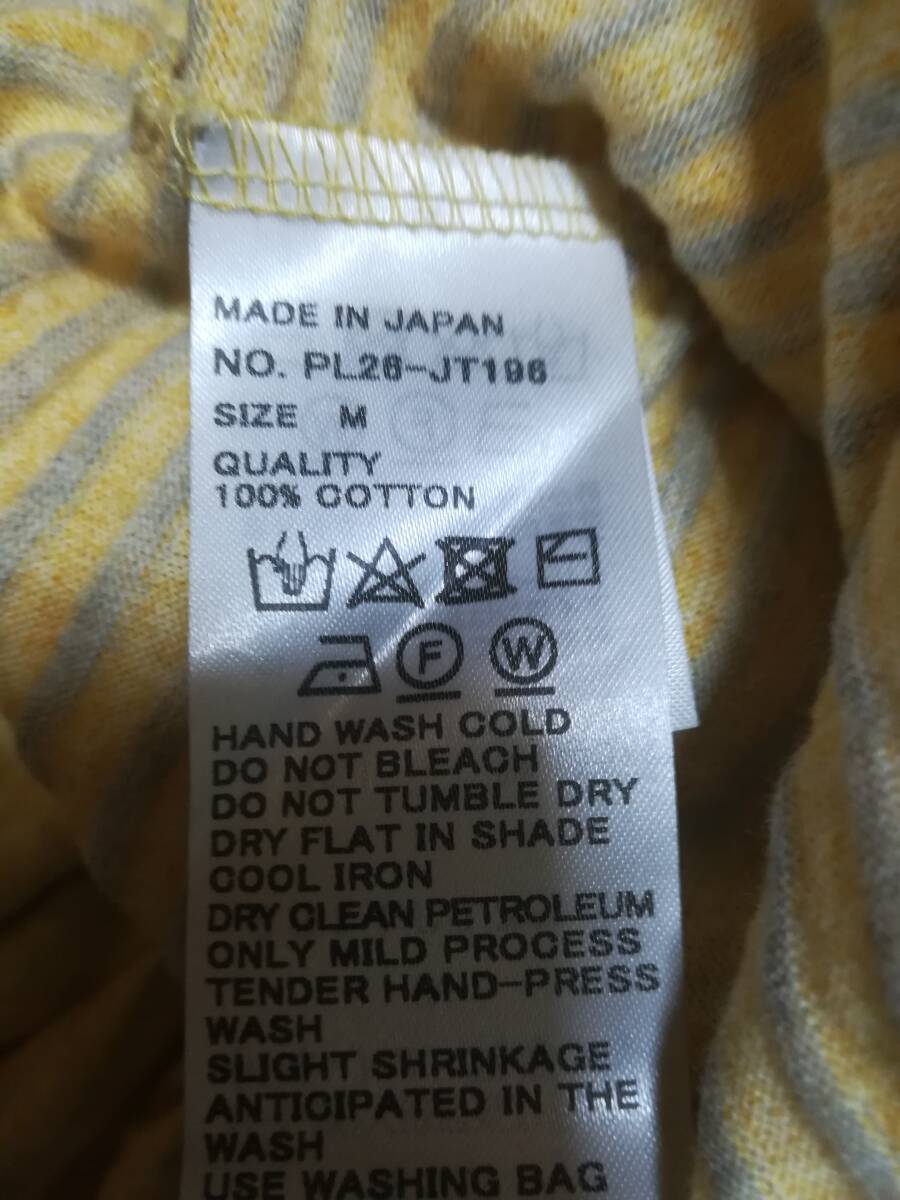 MADE IN JAPAN
NO. PL26-JT196
SIZE M
QUALITY
100% COTTON
F W
HAND WASH COLD
DO NOT BLEACH
DO NOT TUMBLE DRY
DRY FLAT IN SHADE
COOL IRON
DRY CLEAN PETROLEUM
ONLY MILD PROCESS
TENDER HAND-PRESS
WASH
SLIGHT SHRINKAGE
ANTICIPATED IN THE
WASH
USE WASHING BAG